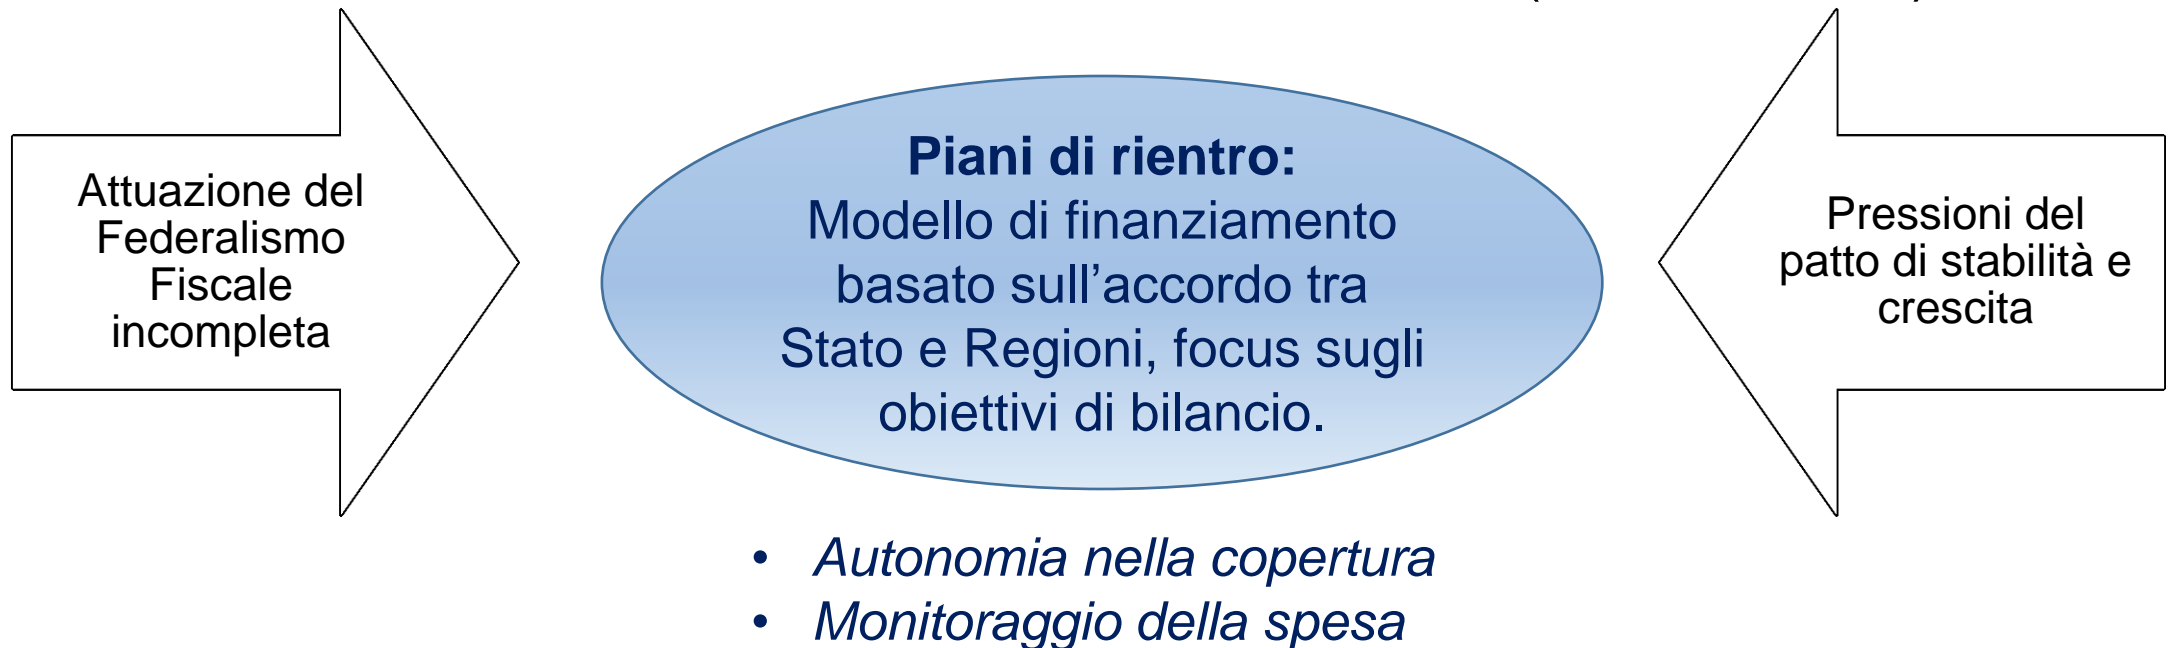 Attuazione del
Federalismo
Fiscale
incompleta
Piani di rientro:
Modello di finanziamento
basato sull’accordo tra
Stato e Regioni, focus sugli
obiettivi di bilancio.
Pressioni del
patto di stabilità e
crescita
• Autonomia nella copertura
• Monitoraggio della spesa